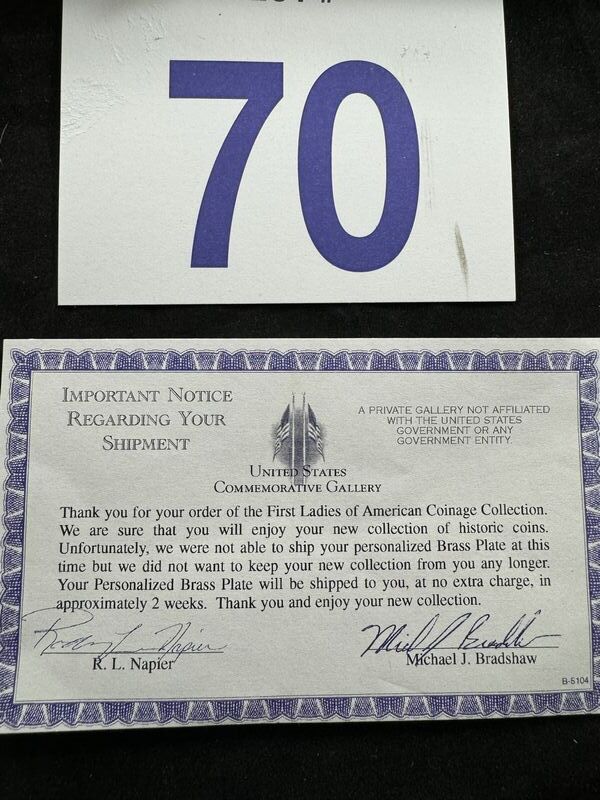 70
IMPORTANT NOTICE
REGARDING YOUR
SHIPMENT
A PRIVATE GALLERY NOT AFFILIATED
WITH THE UNITED STATES
GOVERNMENT OR ANY
GOVERNMENT ENTITY.
UNITED STATES
COMMEMORATIVE GALLERY
Thank you for your order of the First Ladies of American Coinage Collection.
We are sure that you will enjoy your new collection of historic coins.
Unfortunately, we were not able to ship your personalized Brass Plate at this
time but we did not want to keep your new collection from you any longer.
Your Personalized Brass Plate will be shipped to you, at no extra charge, in
approximately 2 weeks. Thank you and enjoy your new collection.
R. L. Napier
Michael J. Bradshaw
B-5104